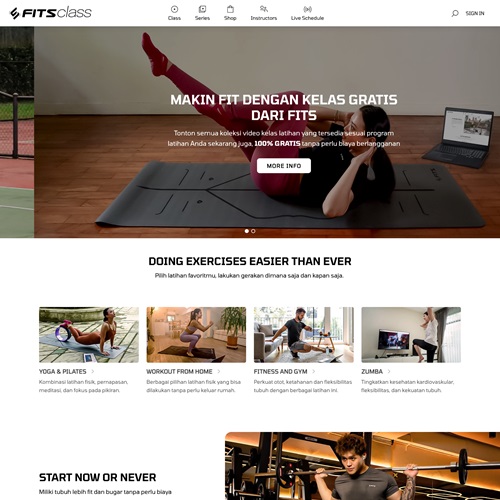 FITSclass
Class
Series
Shop
Instructors
Live Schedule
SIGN IN
MAKIN FIT DENGAN KELAS GRATIS
DARI FITS
Tonton semua koleksi video kelas latihan yang tersedia sesuai program
latihan Anda sekarang juga, 100% GRATIS tanpa perlu biaya berlangganan
MORE INFO
DOING EXERCISES EASIER THAN EVER
Pilih latihan favoritmu, lakukan gerakan dimana saja dan kapan saja.
YOGA & PILATES
Kombinasi latihan fisik, pernapasan,
meditasi, dan fokus pada pikiran.
WORKOUT FROM HOME
Berbagai pilihan latihan fisik yang bisa
dilakukan tanpa perlu keluar rumah.
FITNESS AND GYM
Perkuat otot, ketahanan dan fleksibilitas
tubuh dengan berbagai latihan ini.
ZUMBA
Tingkatkan kesehatan kardiovaskular,
fleksibilitas, dan kekuatan tubuh.
START NOW OR NEVER
Miliki tubuh lebih fit dan bugar tanpa perlu biaya